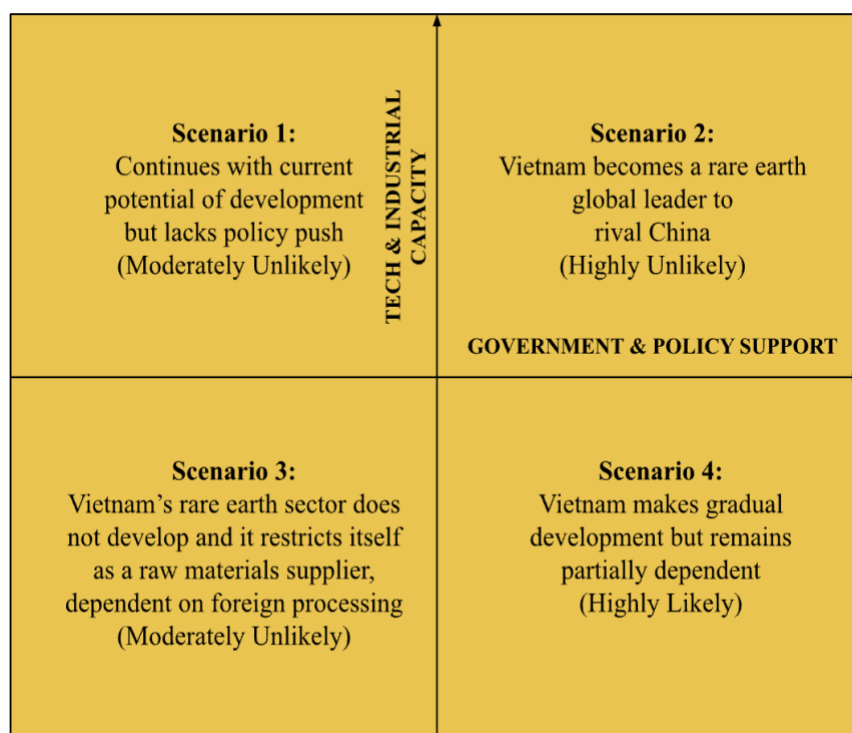 Scenario 1:
Continues with current
potential of development
but lacks policy push
(Moderately Unlikely)
TECH & INDUSTRIAL
CAPACITY
Scenario 2:
Vietnam becomes a rare earth
global leader to
rival China
(Highly Unlikely)
GOVERNMENT & POLICY SUPPORT
Scenario 3:
Vietnam’s rare earth sector does
not develop and it restricts itself
as a raw materials supplier,
dependent on foreign processing
(Moderately Unlikely)
Scenario 4:
Vietnam makes gradual
development but remains
partially dependent
(Highly Likely)